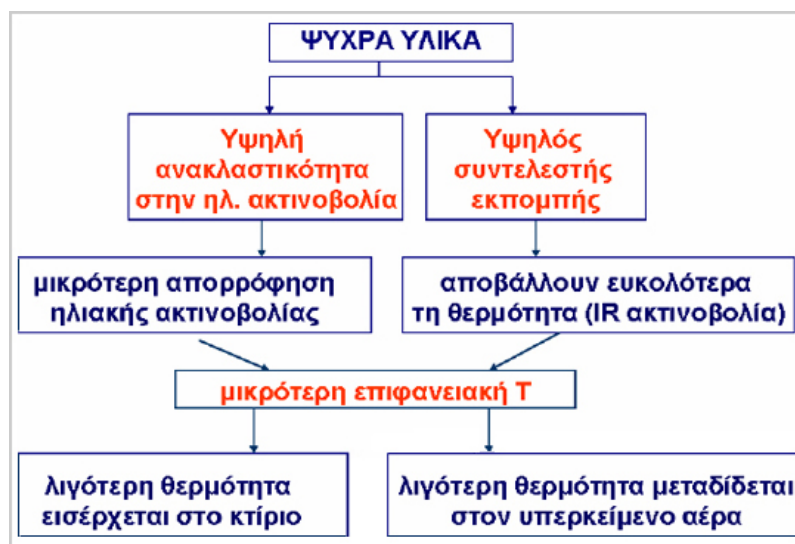 ΨΥΧΡΑ ΥΛΙΚΑ
Υψηλή
ανακλαστικότητα
στην ηλ. ακτινοβολία
Υψηλός
συντελεστής
εκπομπής
μικρότερη απορρόφηση
ηλιακής ακτινοβολίας
αποβάλλουν ευκολότερα
τη θερμότητα (IR ακτινοβολία)
μικρότερη επιφανειακή Τ
λιγότερη θερμότητα
εισέρχεται στο κτίριο
λιγότερη θερμότητα μεταδίδεται
στον υπερκείμενο αέρα